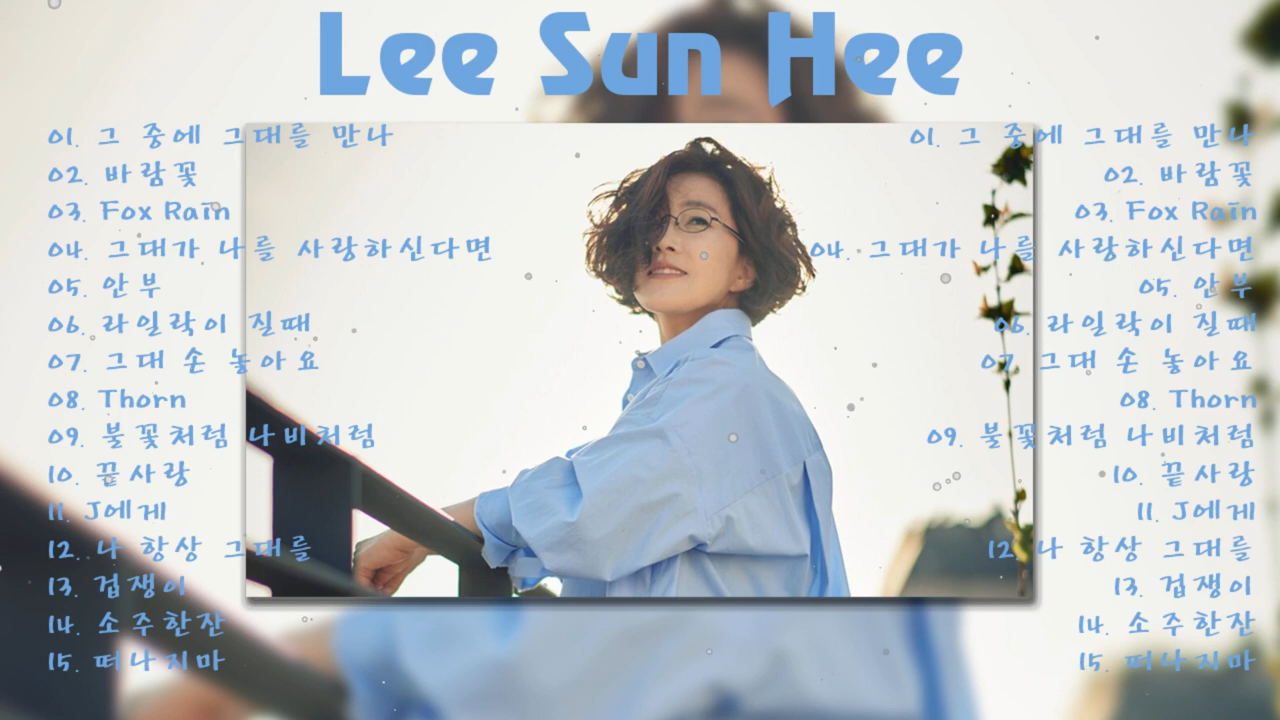 Lee Sun Hee
01. 그 중에 그대를 만나
02. 바람꽃
03. Fox Rain
04. 그대가 나를 사랑하신다면
05. 안부
06. 라일락이 질때
07. 그대 손 놓아요
08. Thorn
09. 불꽃처럼 나비처럼
10. 끝사랑
11. J에게
12. 나 항상 그대를
13. 겁쟁이
14. 소주한잔
15. 떠나지마
01. 그 중에 그대를 만나
02. 바람꽃
03. Fox Rain
04. 그대가 나를 사랑하신다면
05. 안부
06. 라일락이 질때
07. 그대 손 놓아요
08. Thorn
09. 불꽃처럼 나비처럼
10. 끝사랑
11. J에게
12. 나 항상 그대를
13. 겁쟁이
14. 소주한잔
15. 떠나지마